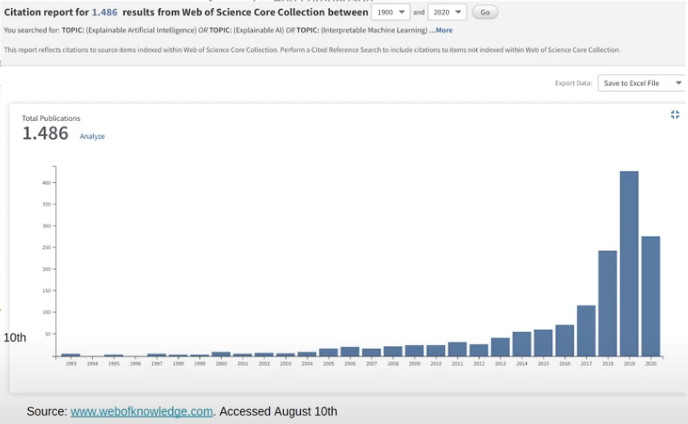 Citation report for 1.486 results from Web of Science Core Collection between 1900 and 2020 Go
You searched for: TOPIC: (Explainable Artificial Intelligence) OR TOPIC: (Explainable AI) OR TOPIC: (Interpretable Machine Learning) ...More
This report reflects citations to source items indexed within Web of Science Core Collection. Perform a Cited Reference Search to include citations to items not indexed within Web of Science Core Collection.
Export Data: Save to Excel File
Total Publications
1.486 Analyze
400
350
300
250
200
150
100
50
10th
1993 1994 1995 1996 1997 1998 1999 2000 2001 2002 2003 2004 2005 2006 2007 2008 2009 2010 2011 2012 2013 2014 2015 2016 2017 2018 2019 2020
Source: www.webofknowledge.com. Accessed August 10th